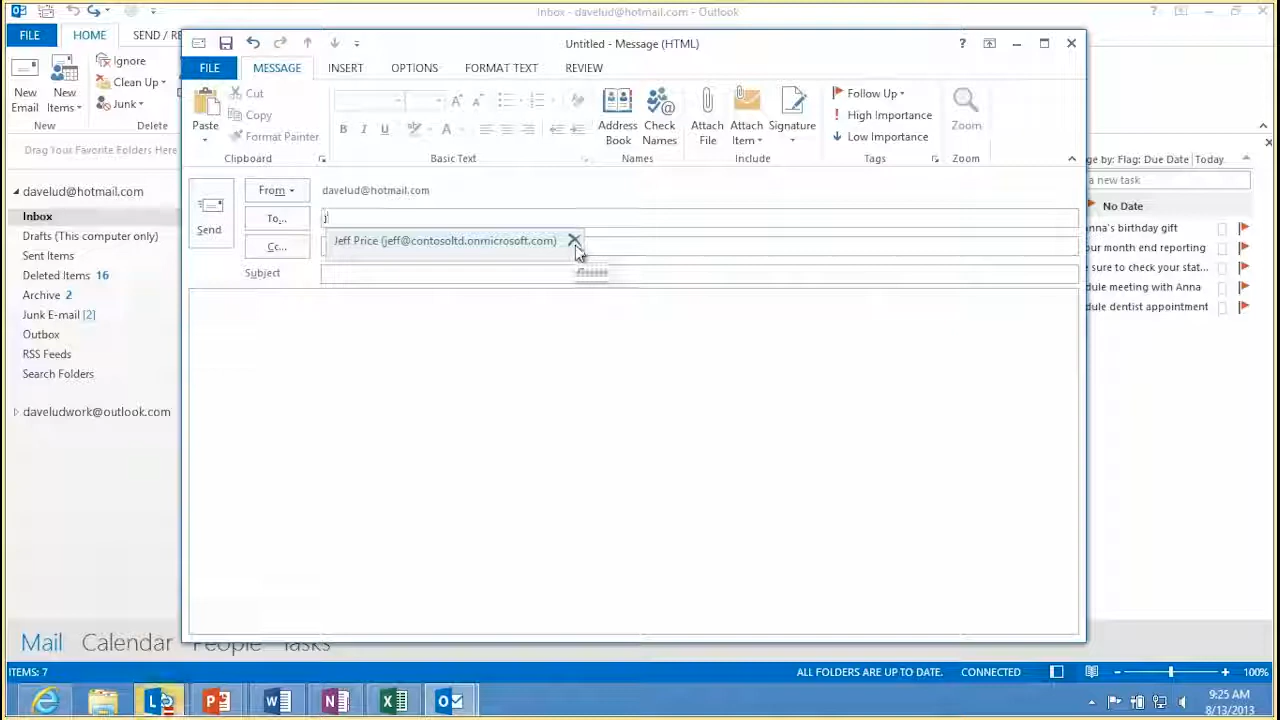 Inbox - davelud@hotmail.com - Outlook
FILE HOME SEND / RE
Untitled - Message (HTML)
FILE MESSAGE INSERT OPTIONS FORMAT TEXT REVIEW
Ignore
Clean Up
Junk
New Email
New Items
New
Delete
Paste
Cut
Copy
Format Painter
Clipboard
B I U A
Basic Text
Address Book
Check Names
Names
Attach File
Attach Item
Signature
Include
Follow Up
High Importance
Low Importance
Tags
Zoom
Zoom
Drag Your Favorite Folders Here
davelud@hotmail.com
Inbox
Drafts (This computer only)
Sent Items
Deleted Items 16
Archive 2
Junk E-mail [2]
Outbox
RSS Feeds
Search Folders
daveludwork@outlook.com
Send
From davelud@hotmail.com
To... j
Jeff Price (jeff@contosoltd.onmicrosoft.com)
Cc...
Subject
ge by: Flag: Due Date Today
a new task
No Date
anna's birthday gift
our month end reporting
e sure to check your stat...
dule meeting with Anna
dule dentist appointment
Mail Calendar People Tasks
ITEMS: 7
ALL FOLDERS ARE UP TO DATE. CONNECTED 100%
9:25 AM
8/13/2013